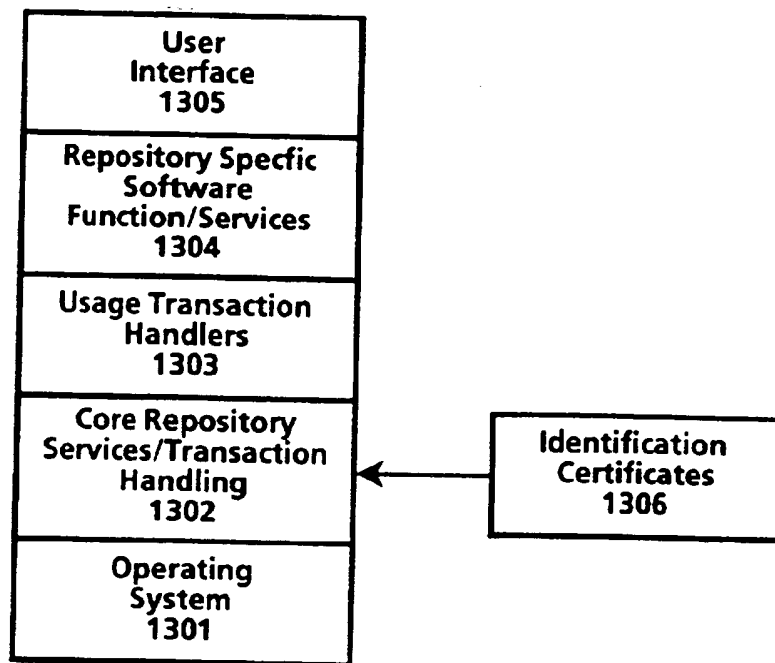 User
Interface
1305
Repository Specfic
Software
Function/Services
1304
Usage Transaction
Handlers
1303
Core Repository
Services/Transaction
Handling
1302
Identification
Certificates
1306
Operating
System
1301